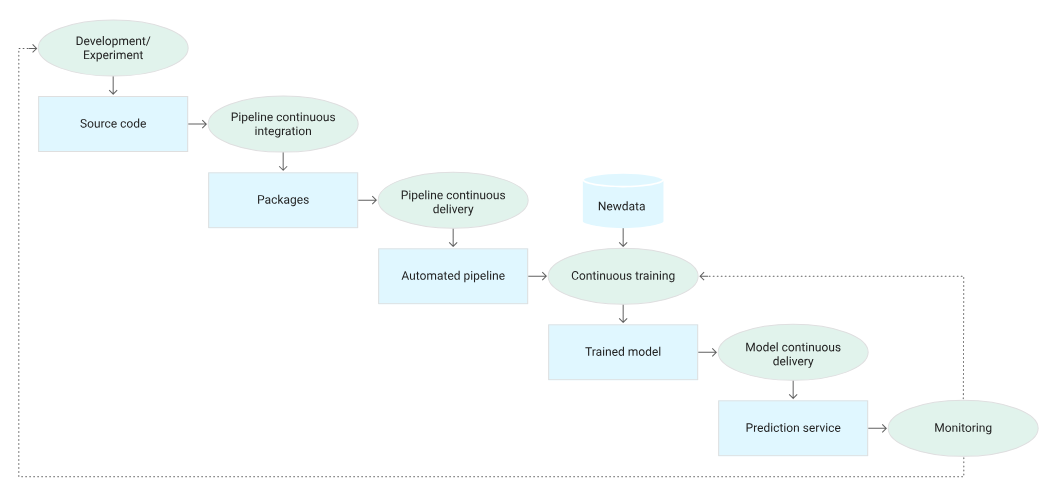 Development/
Experiment
Source code
Pipeline continuous
integration
Packages
Pipeline continuous
delivery
Newdata
Automated pipeline
Continuous training
Trained model
Model continuous
delivery
Prediction service
Monitoring